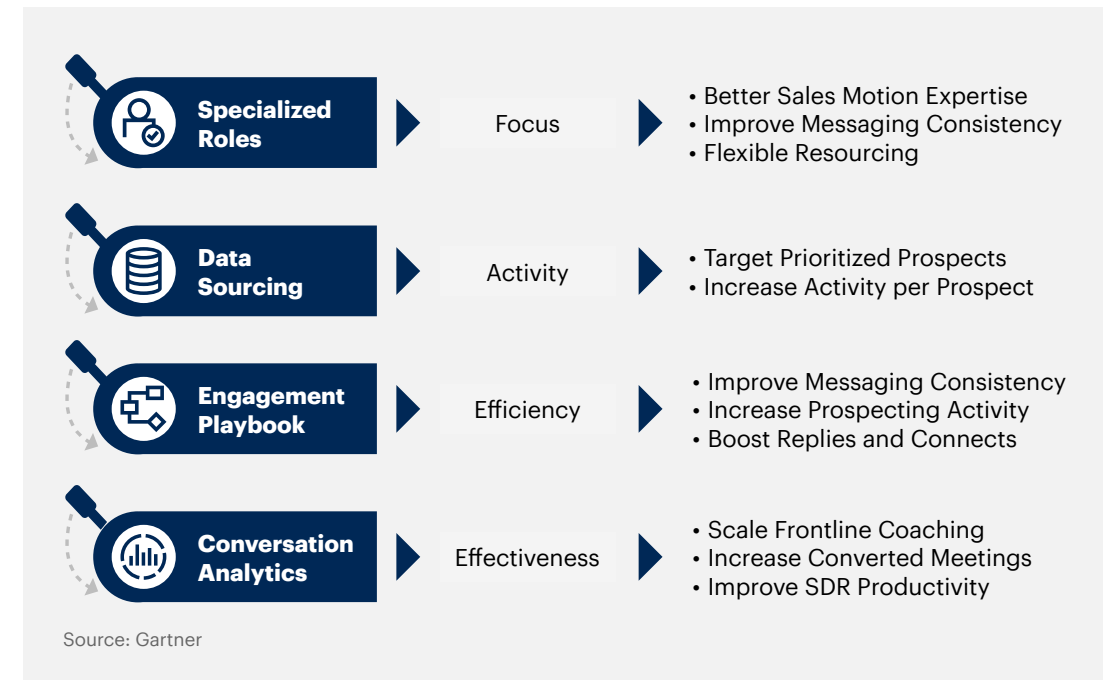 Specialized
Roles
Focus
• Better Sales Motion Expertise
• Improve Messaging Consistency
• Flexible Resourcing
Data
Sourcing
Activity
• Target Prioritized Prospects
• Increase Activity per Prospect
Engagement
Playbook
Efficiency
• Improve Messaging Consistency
• Increase Prospecting Activity
• Boost Replies and Connects
Conversation
Analytics
Effectiveness
• Scale Frontline Coaching
• Increase Converted Meetings
• Improve SDR Productivity
Source: Gartner